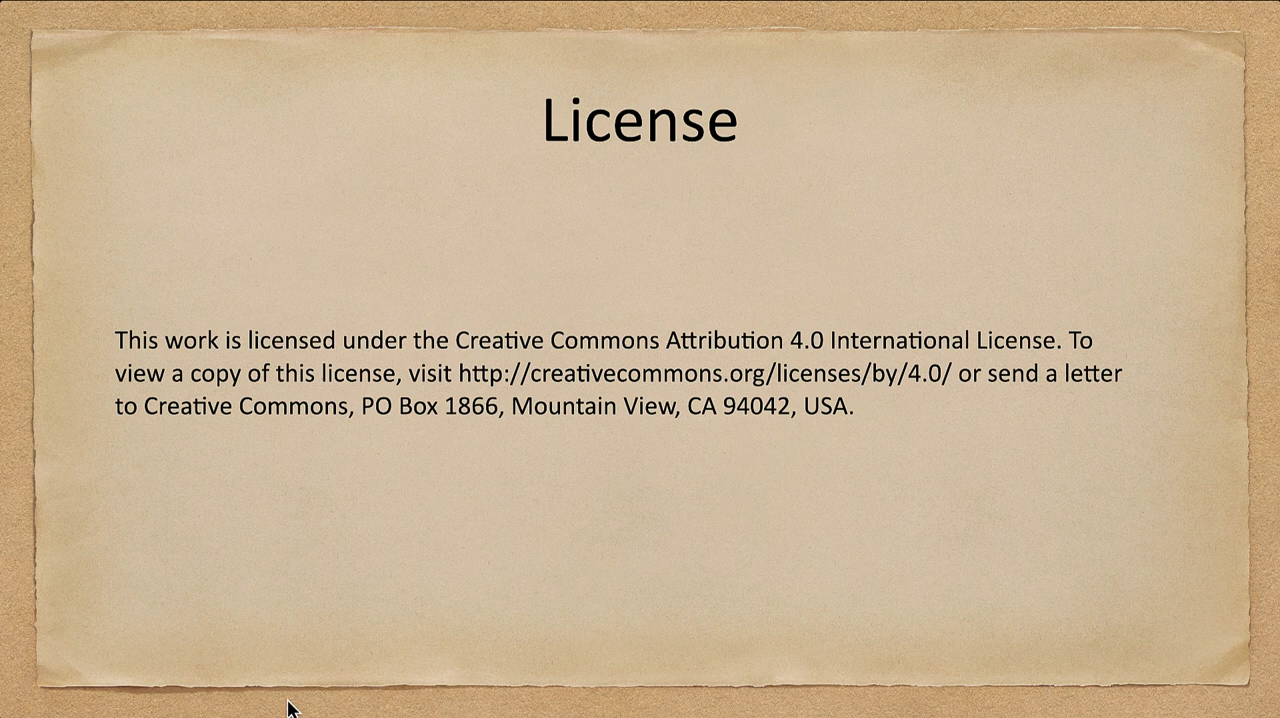 License
This work is licensed under the Creative Commons Attribution 4.0 International License. To
view a copy of this license, visit http://creativecommons.org/licenses/by/4.0/ or send a letter
to Creative Commons, PO Box 1866, Mountain View, CA 94042, USA.